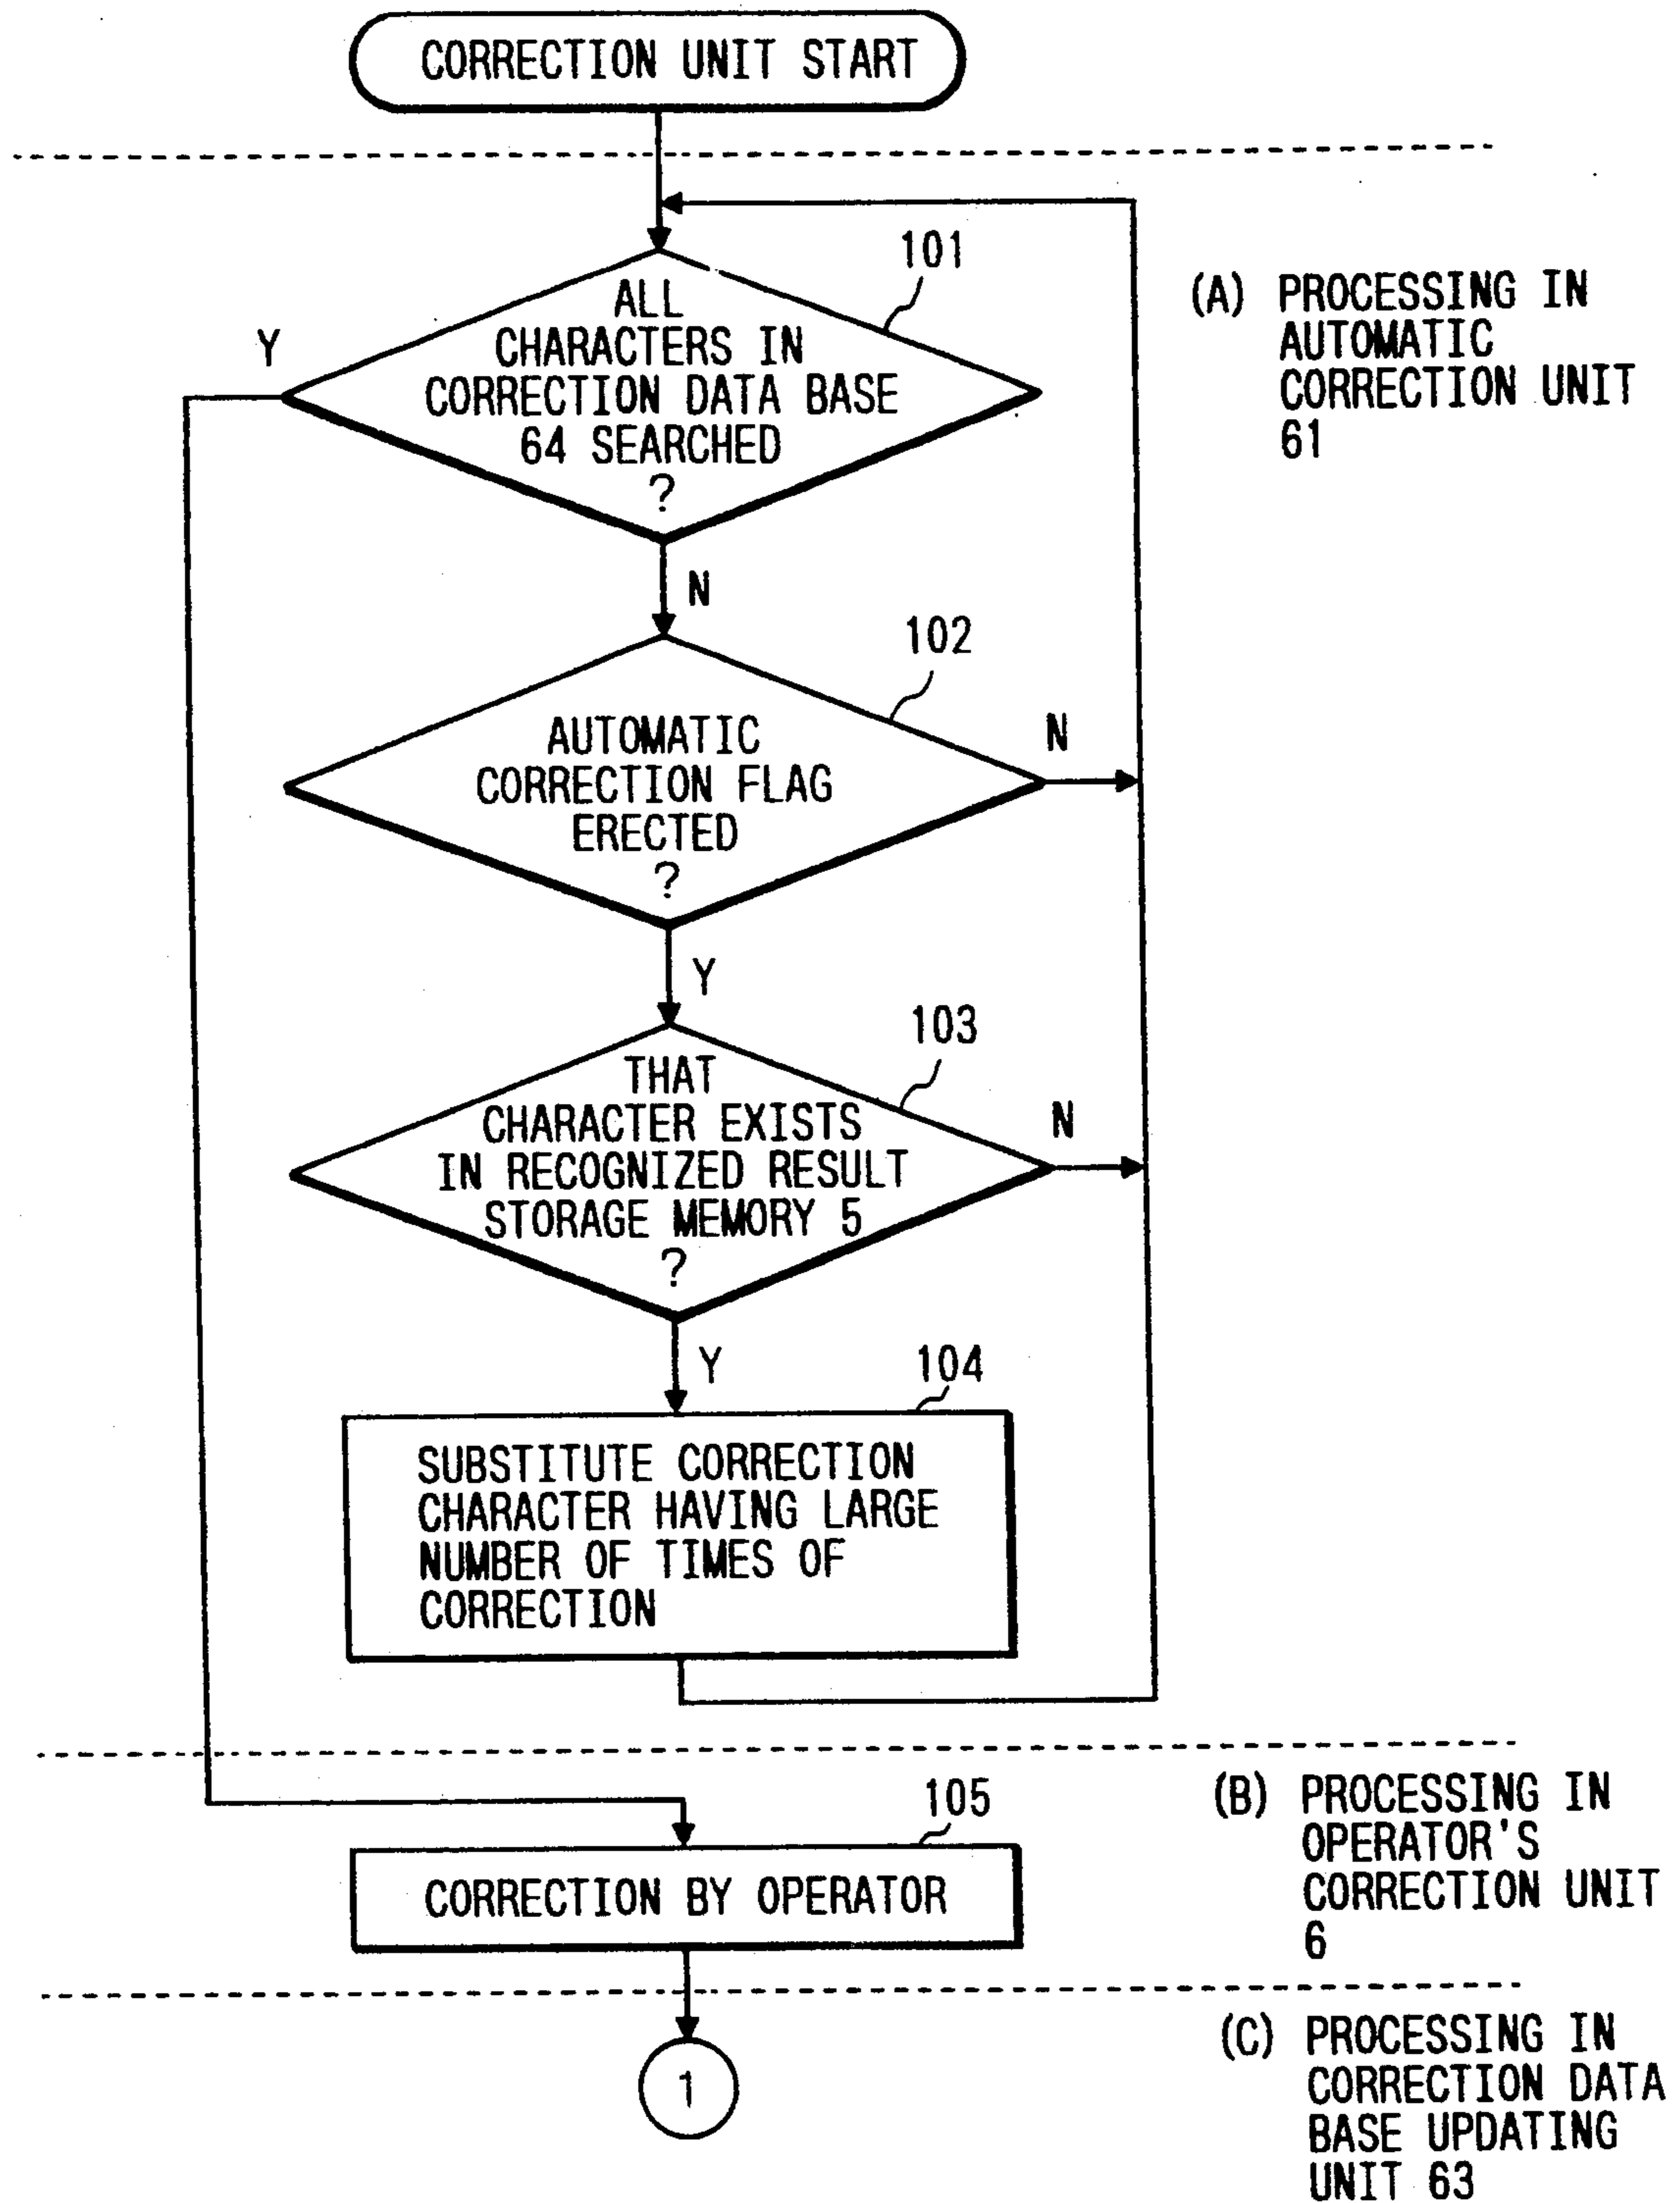 CORRECTION UNIT START
101
ALL
CHARACTERS IN
CORRECTION DATA BASE
64 SEARCHED
?
Y
N
(A) PROCESSING IN
AUTOMATIC
CORRECTION UNIT
61
102
AUTOMATIC
CORRECTION FLAG
ERECTED
?
N
Y
103
THAT
CHARACTER EXISTS
IN RECOGNIZED RESULT
STORAGE MEMORY 5
?
N
Y
104
SUBSTITUTE CORRECTION
CHARACTER HAVING LARGE
NUMBER OF TIMES OF
CORRECTION
105
CORRECTION BY OPERATOR
(B) PROCESSING IN
OPERATOR'S
CORRECTION UNIT
6
1
(C) PROCESSING IN
CORRECTION DATA
BASE UPDATING
UNIT 63